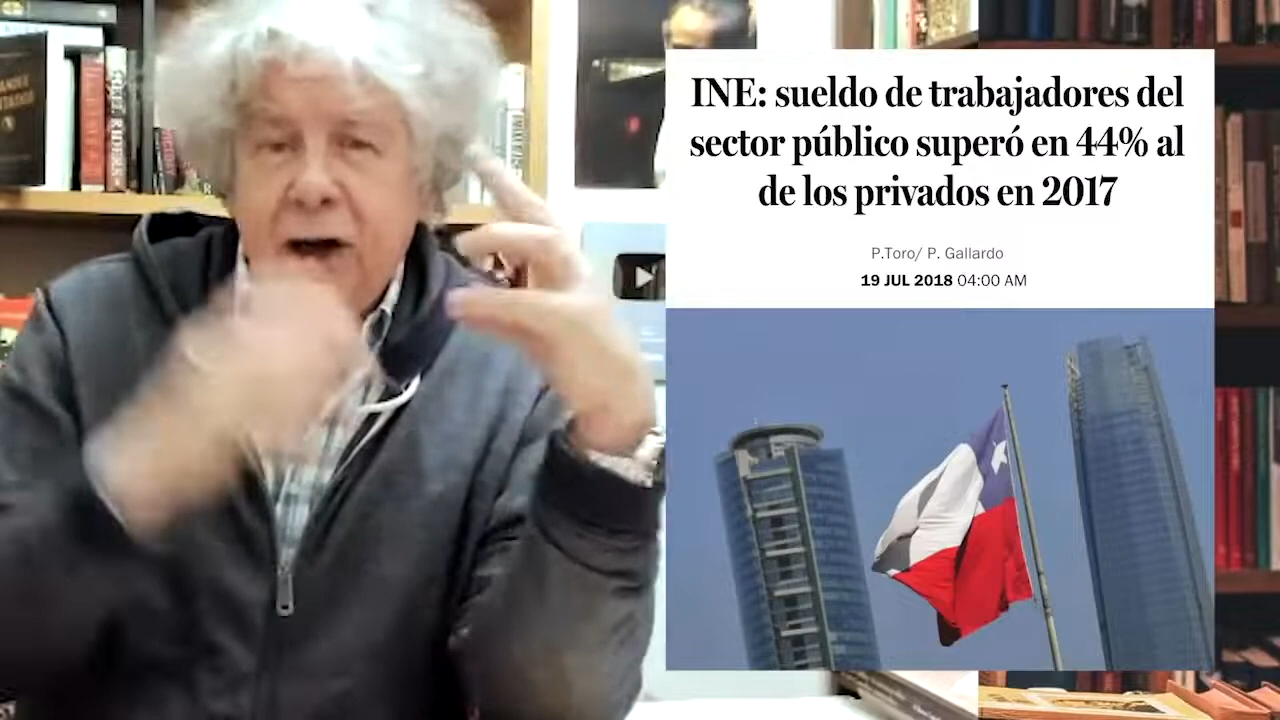 INE: sueldo de trabajadores del
sector público superó en 44% al
de los privados en 2017
P.Toro/ P. Gallardo
19 JUL 2018 04:00 AM